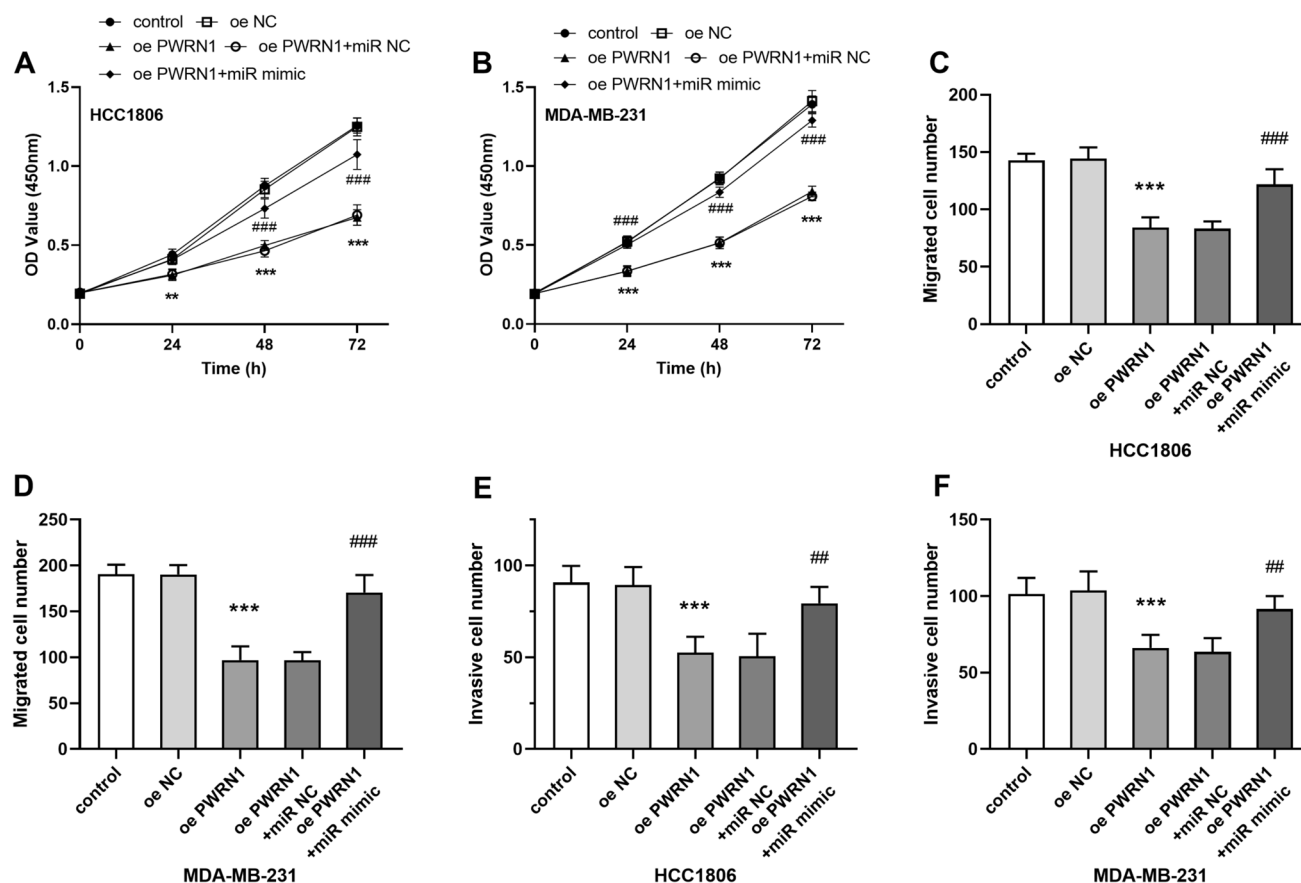 control oe NC
oe PWRN1 oe PWRN1+miR NC
oe PWRN1+miR mimic
A
HCC1806
OD Value (450nm)
1.5
1.0
0.5
0.0
###
###
**
***
***
0 24 48 72
Time (h)
control oe NC
oe PWRN1 oe PWRN1+miR NC
oe PWRN1+miR mimic
B
MDA-MB-231
OD Value (450nm)
1.5
1.0
0.5
0.0
###
###
###
***
***
***
0 24 48 72
Time (h)
C
Migrated cell number
200
150
100
50
0
***
###
control
oe NC
oe PWRN1
oe PWRN1
+miR NC
oe PWRN1
+miR mimic
HCC1806
D
Migrated cell number
250
200
150
100
50
0
***
###
control
oe NC
oe PWRN1
oe PWRN1
+miR NC
oe PWRN1
+miR mimic
MDA-MB-231
E
Invasive cell number
100
50
0
***
##
control
oe NC
oe PWRN1
oe PWRN1
+miR NC
oe PWRN1
+miR mimic
HCC1806
F
Invasive cell number
150
100
50
0
***
##
control
oe NC
oe PWRN1
oe PWRN1
+miR NC
oe PWRN1
+miR mimic
MDA-MB-231